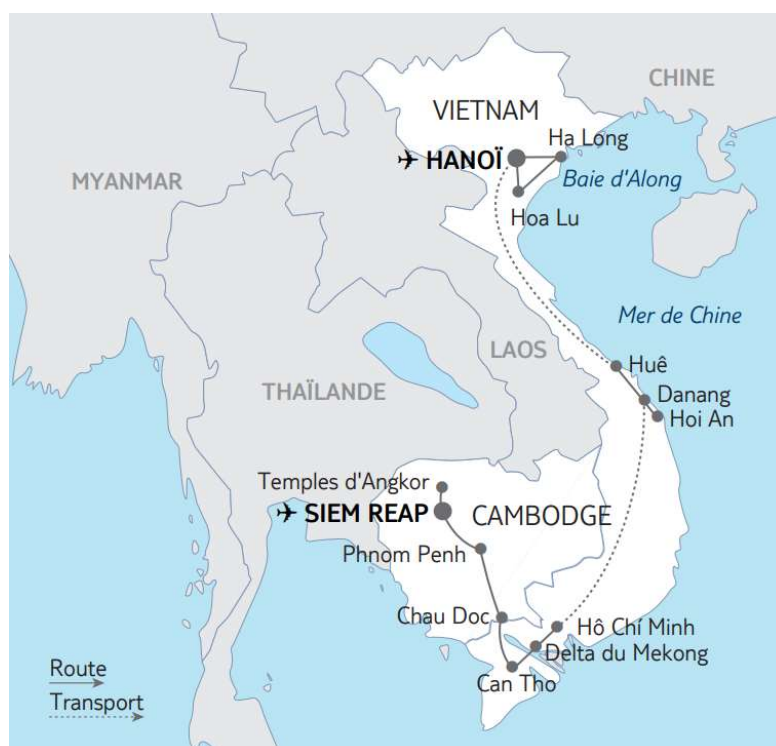 CHINE
VIETNAM
Ha Long
HANOÏ
Baie d'Along
MYANMAR
Hoa Lu
Mer de Chine
LAOS
Huê
THAÏLANDE
Danang
Hoi An
Temples d'Angkor
SIEM REAP
CAMBODGE
Phnom Penh
Chau Doc
Hô Chí Minh
Delta du Mekong
Can Tho
Route
Transport